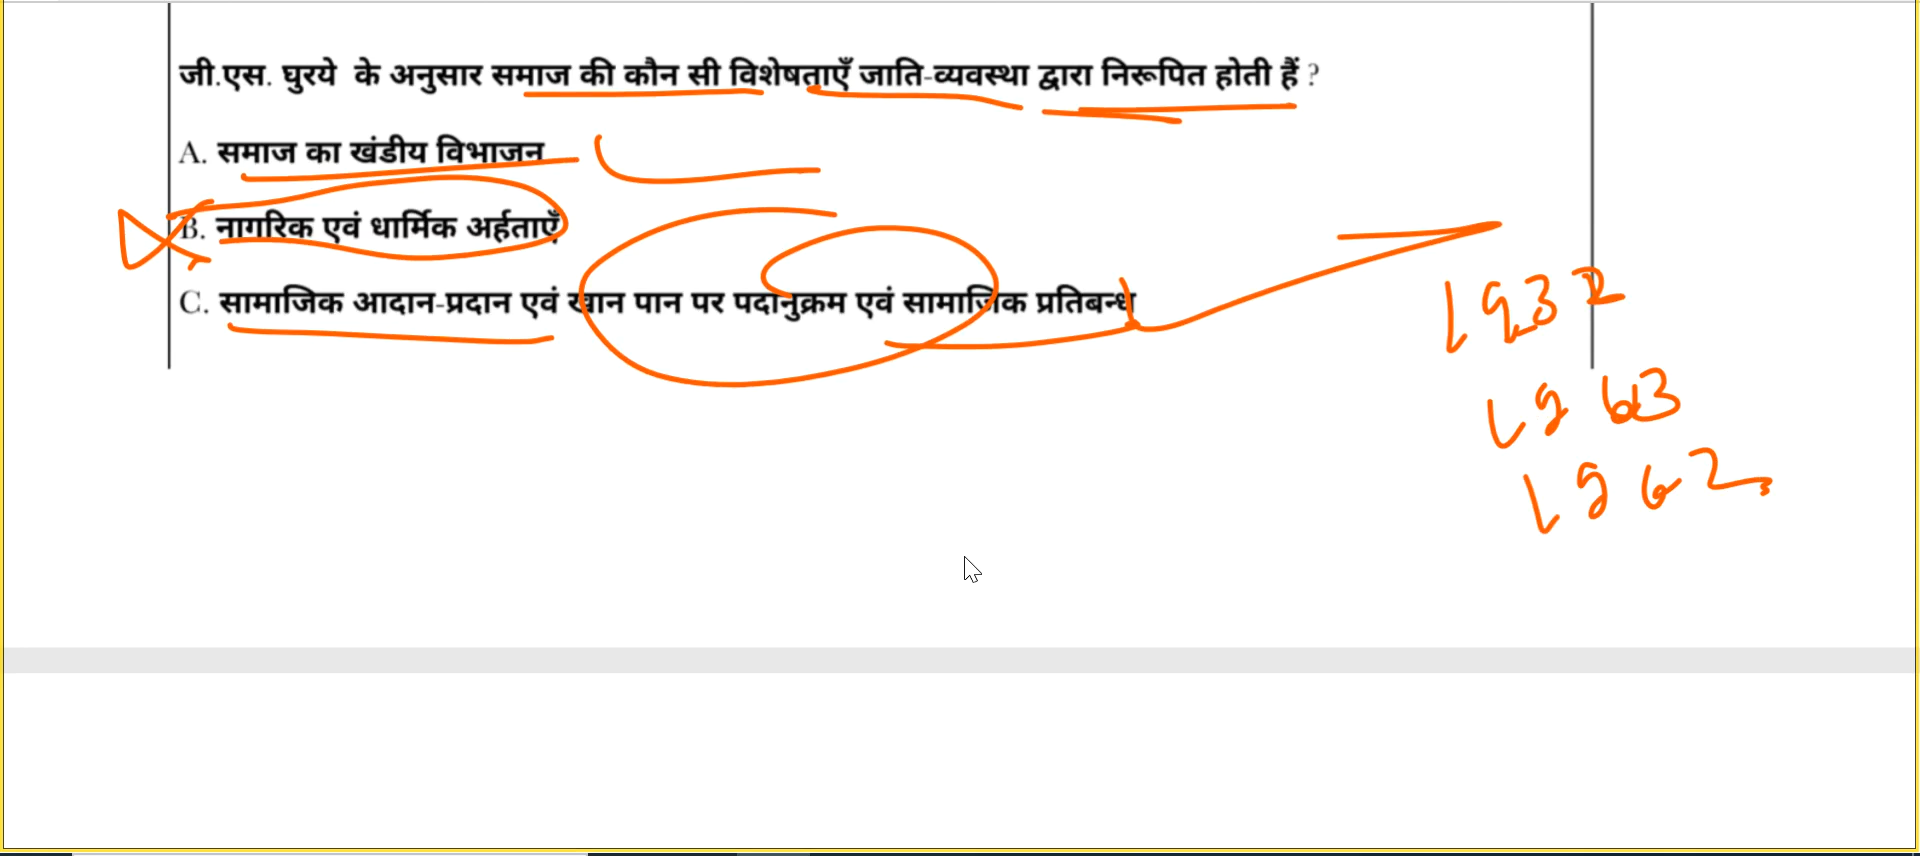 जी.एस. घुरये के अनुसार समाज की कौन सी विशेषताएँ जाति-व्यवस्था द्वारा निरूपित होती हैं ?
A. समाज का खंडीय विभाजन
B. नागरिक एवं धार्मिक अर्हताएँ
C. सामाजिक आदान-प्रदान एवं खान पान पर पदानुक्रम एवं सामाजिक प्रतिबन्ध
1932
1963
1962